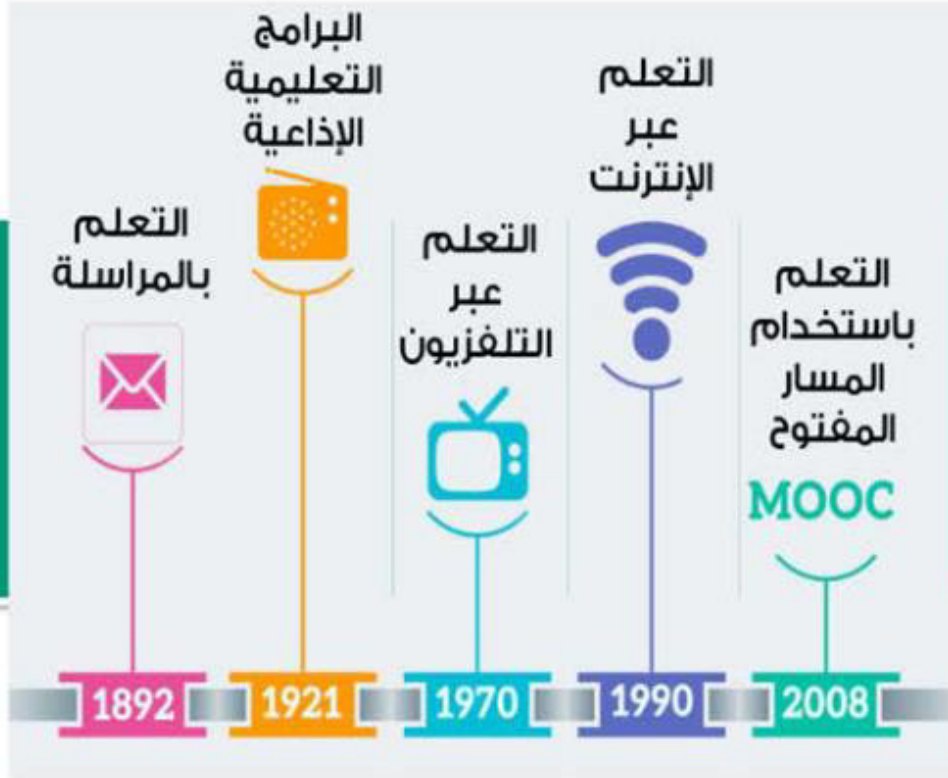 التعلم
بالمراسلة
1892
البرامج
التعليمية
الإذاعية
1921
التعلم
عبر
التلفزيون
1970
التعلم
عبر
الإنترنت
1990
التعلم
باستخدام
المسار
المفتوح
MOOC
2008